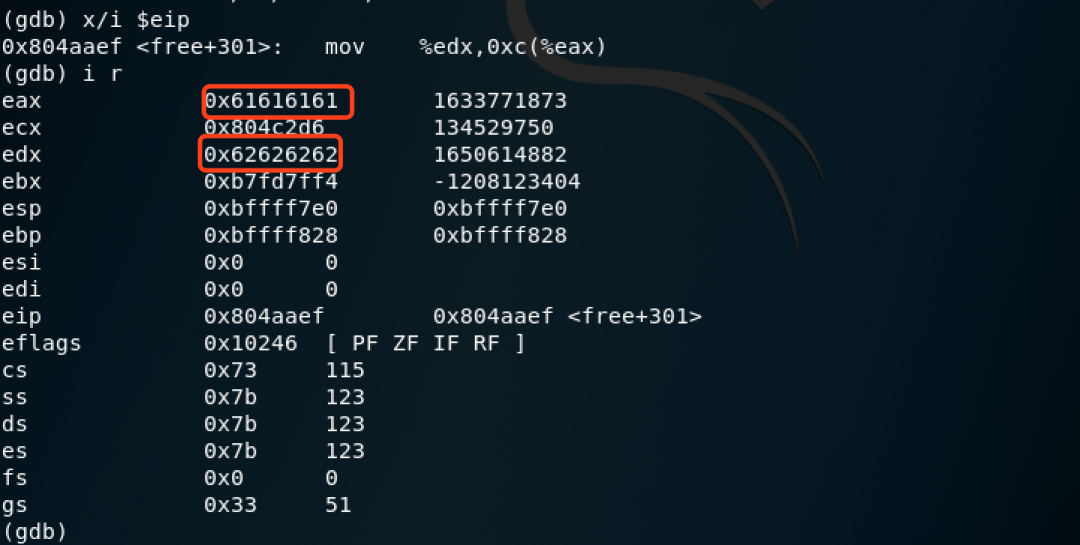 (gdb) x/i $eip
0x804aaef <free+301>: mov %edx,0xc(%eax)
(gdb) i r
eax 0x61616161 1633771873
ecx 0x804c2d6 134529750
edx 0x62626262 1650614882
ebx 0xb7fd7ff4 -1208123404
esp 0xbffff7e0 0xbffff7e0
ebp 0xbffff828 0xbffff828
esi 0x0 0
edi 0x0 0
eip 0x804aaef 0x804aaef <free+301>
eflags 0x10246 [ PF ZF IF RF ]
cs 0x73 115
ss 0x7b 123
ds 0x7b 123
es 0x7b 123
fs 0x0 0
gs 0x33 51
(gdb)